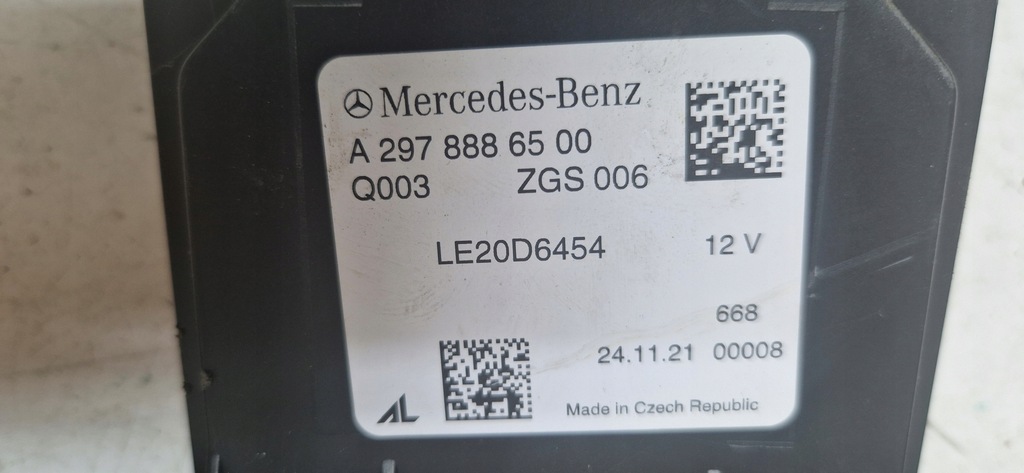 Mercedes-Benz
A 297 888 65 00
Q003 ZGS 006
LE20D6454 12 V
668
24.11.21 00008
AL Made in Czech Republic